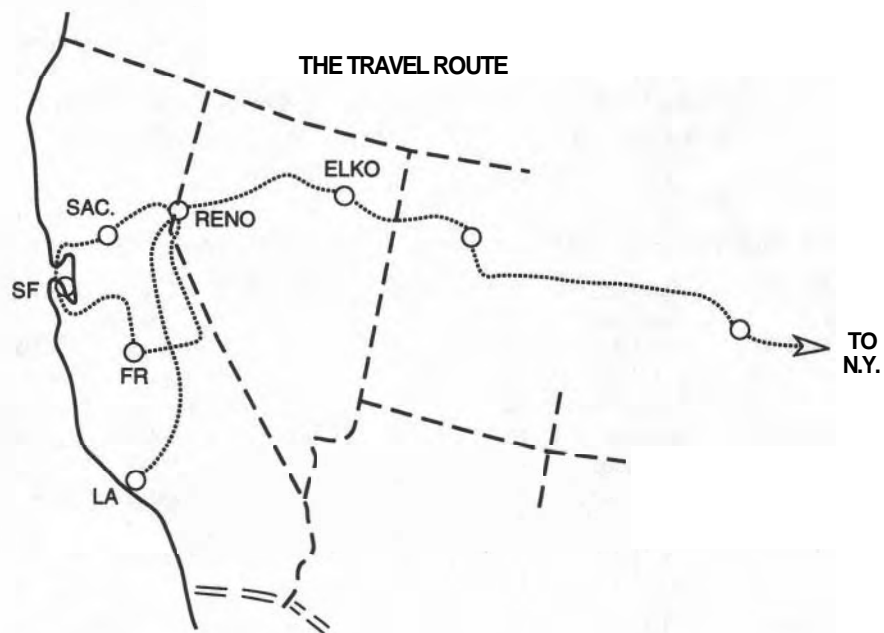 THE TRAVEL ROUTE
ELKO
SAC.
RENO
SF
FR
LA
TO
N.Y.